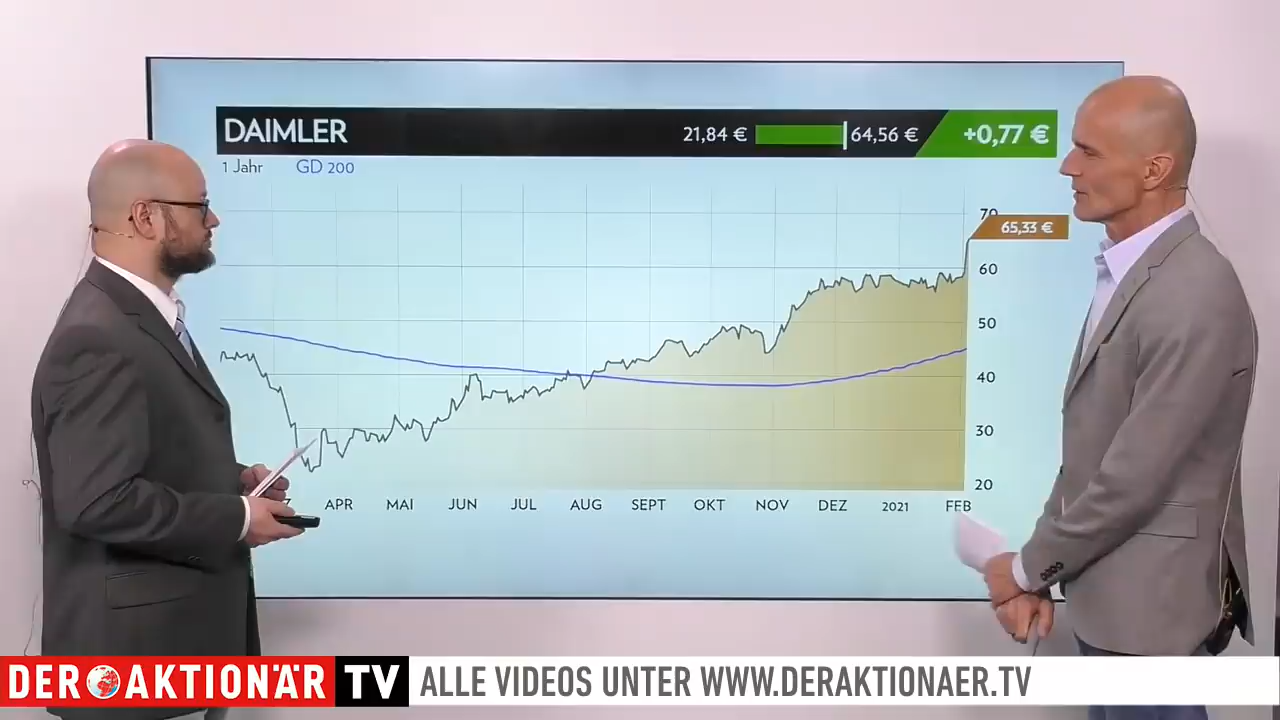 DAIMLER 21,84 € 64,56 € +0,77 €
1 Jahr GD 200
70
65,33 €
60
50
40
30
20
APR MAI JUN JUL AUG SEPT OKT NOV DEZ 2021 FEB
DER AKTIONÄR TV ALLE VIDEOS UNTER WWW.DERAKTIONAER.TV